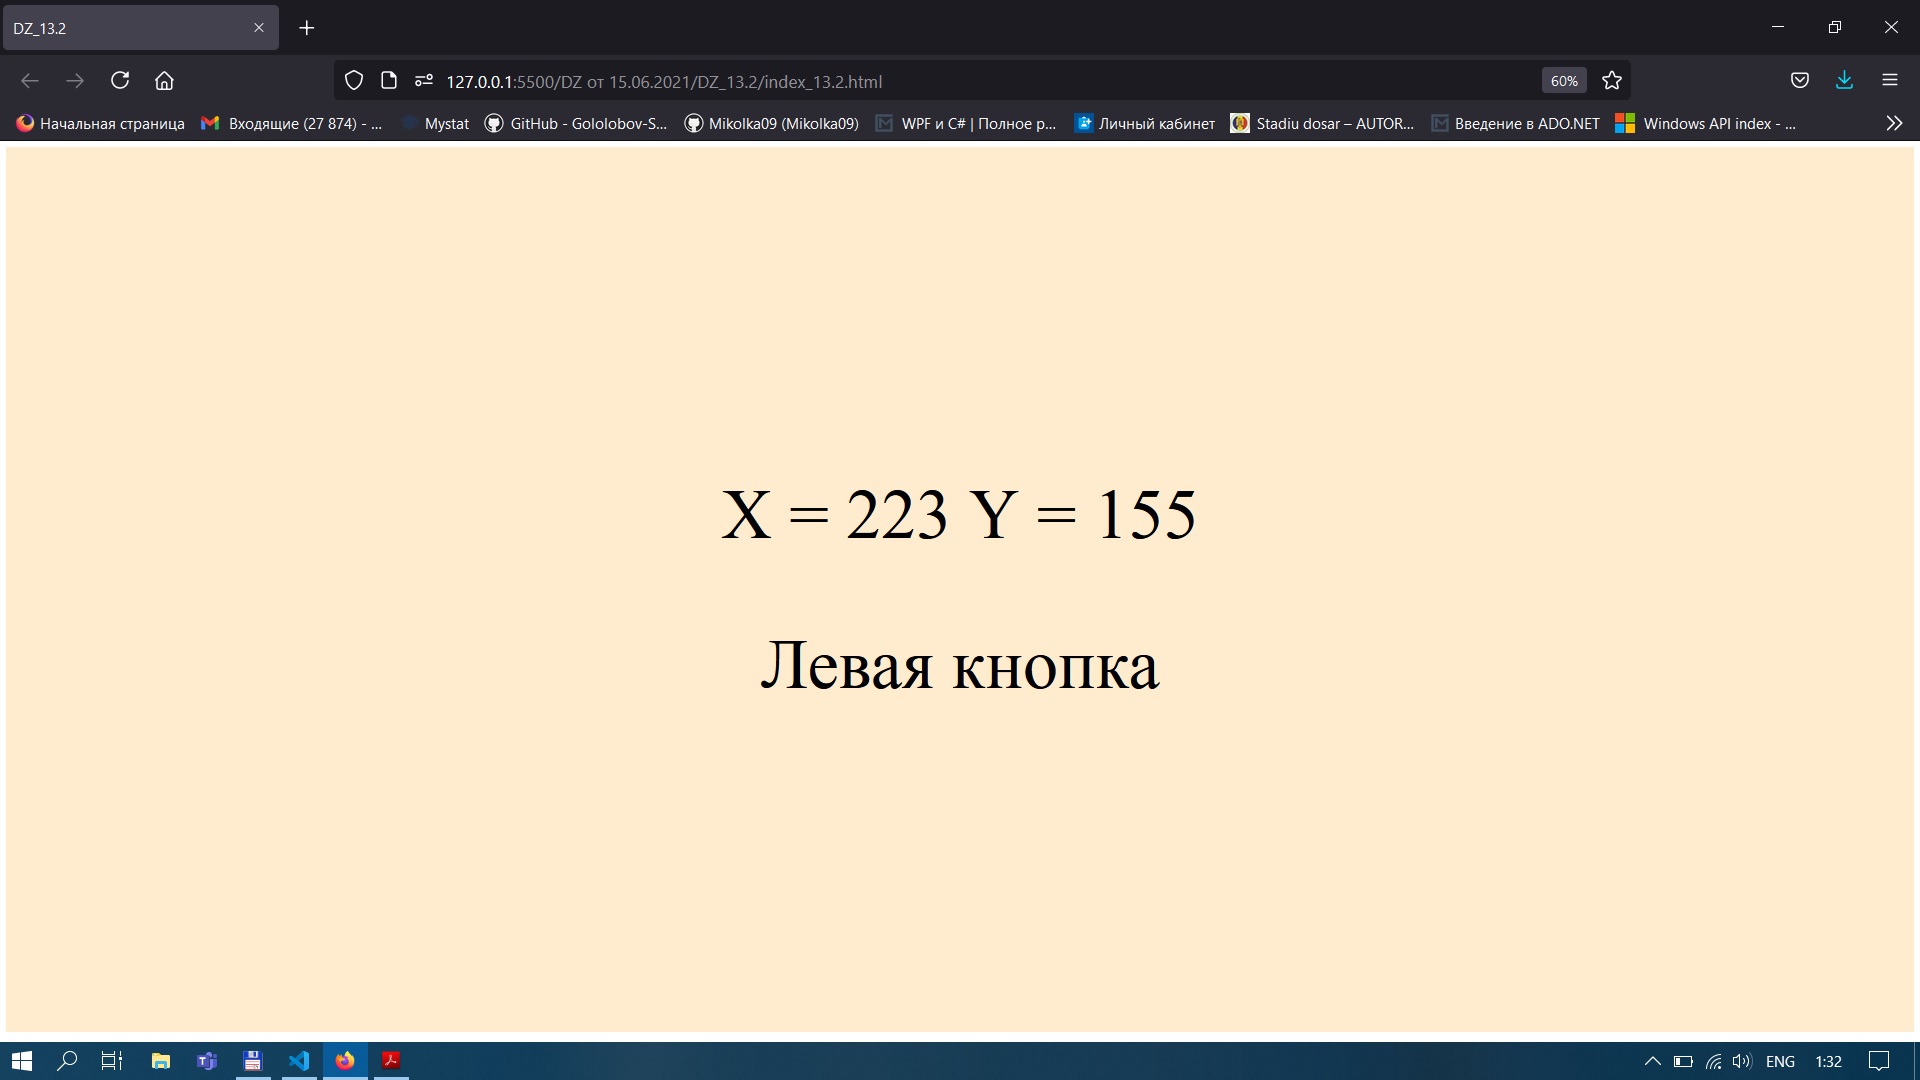 DZ_13.2
127.0.0.1:5500/DZ от 15.06.2021/DZ_13.2/index_13.2.html
60%
Начальная страница Входящие (27 874) - ... Mystat GitHub - Gololobov-S... Mikolka09 (Mikolka09) WPF и C# | Полное р... Личный кабинет Stadiu dosar – AUTOR... Введение в ADO.NET Windows API index - ...
X = 223 Y = 155
Левая кнопка
ENG 1:32